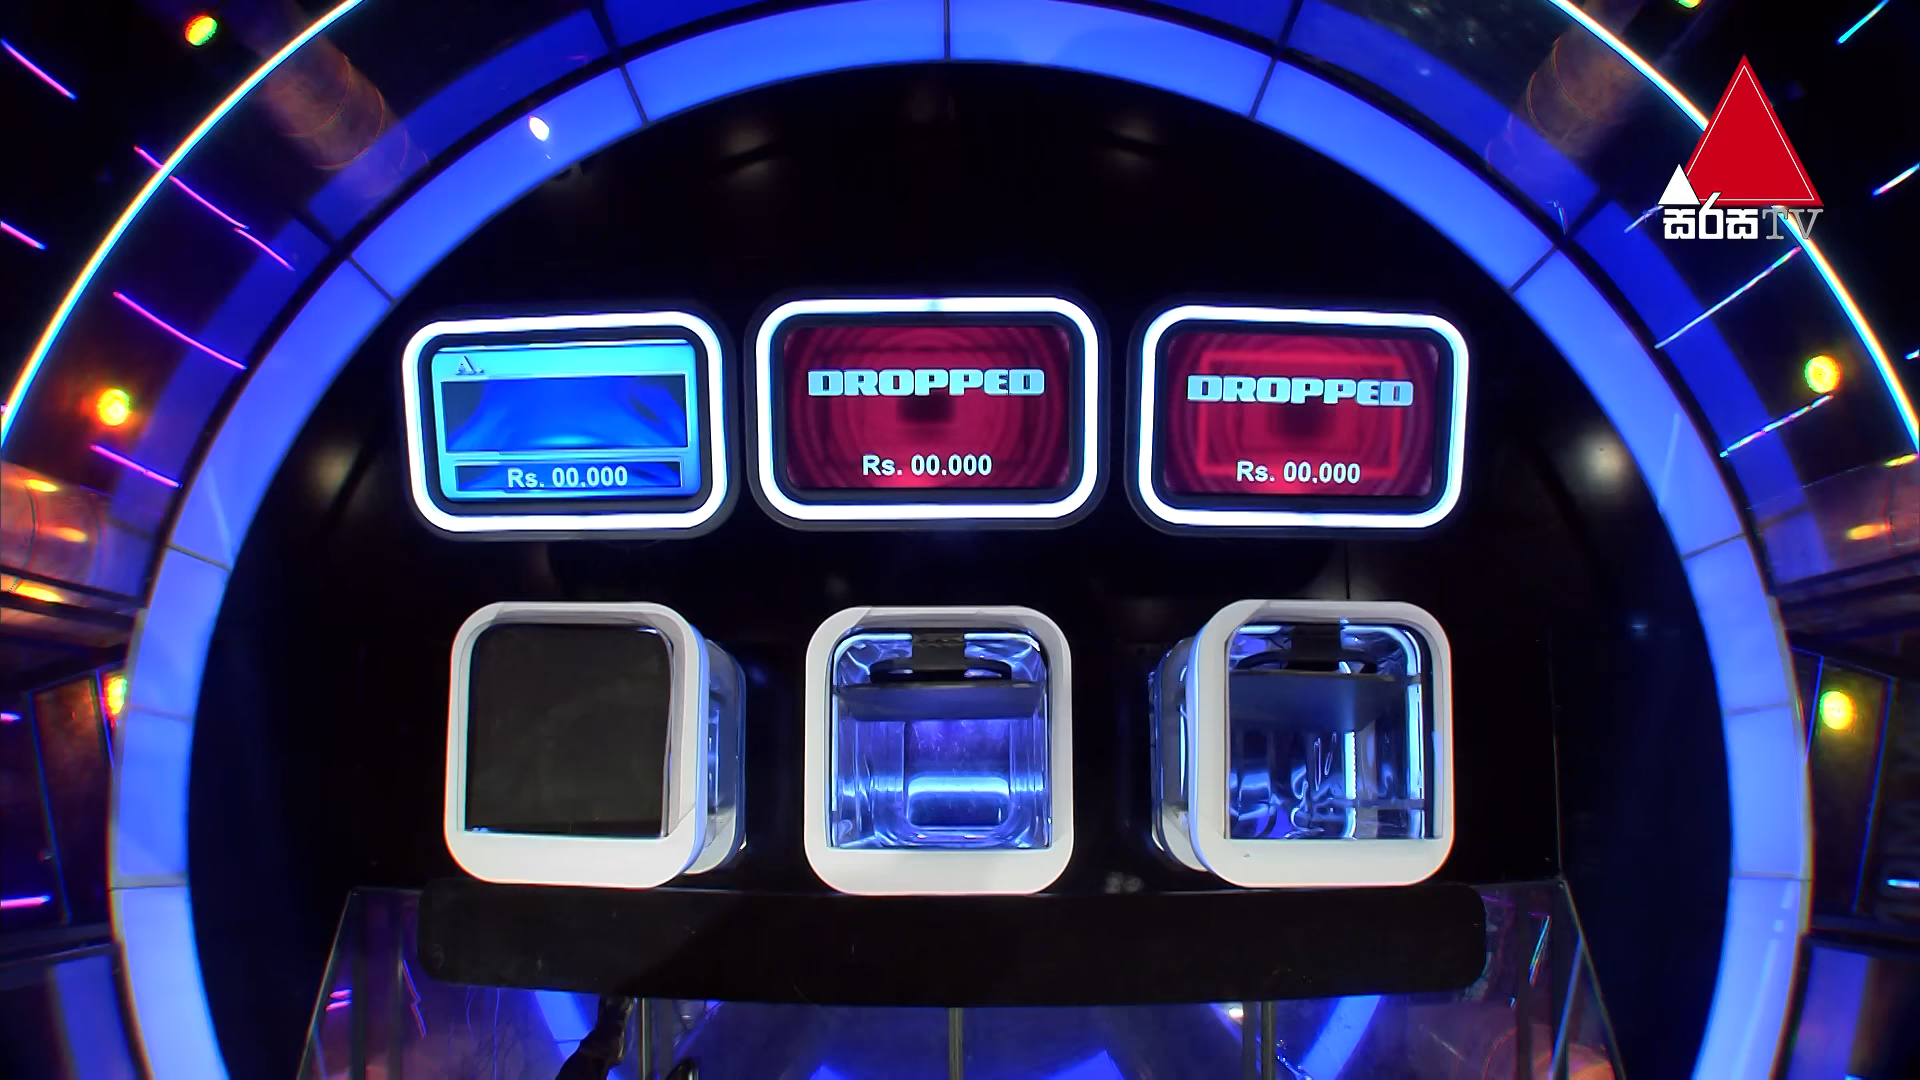 සිරස TV
A.
Rs. 00.000
DROPPED
Rs. 00.000
DROPPED
Rs. 00.000